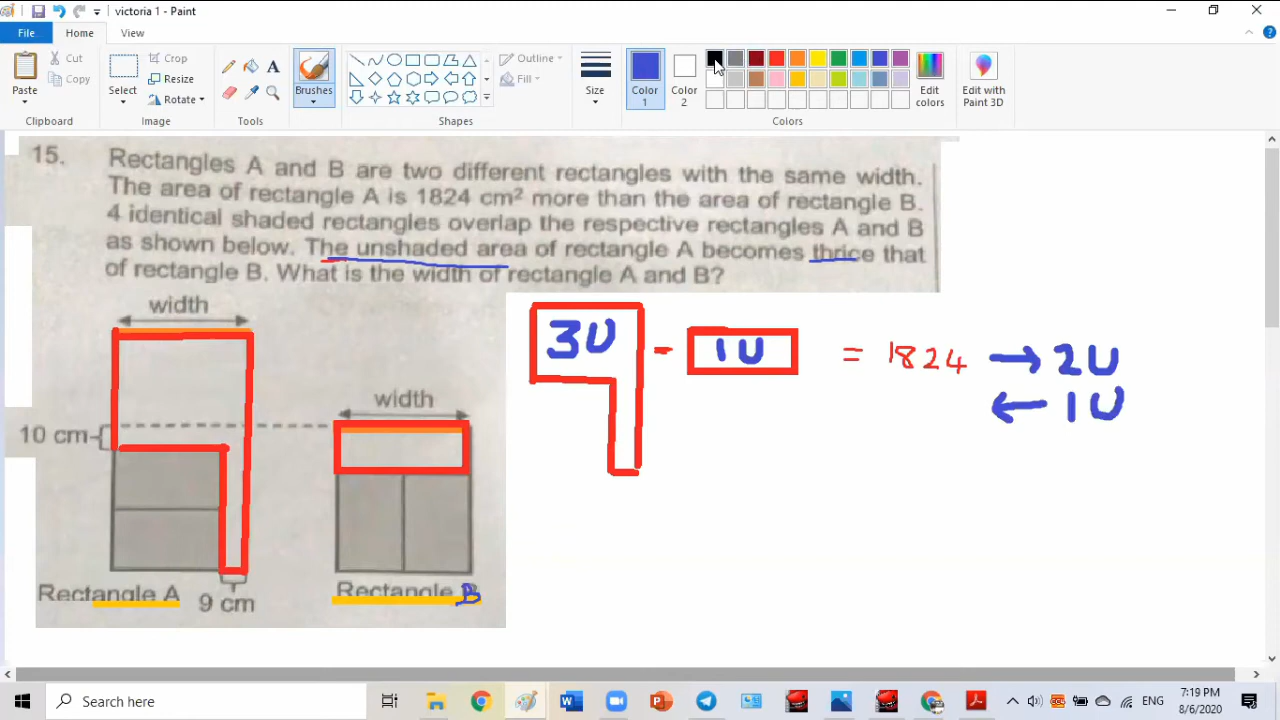 victoria 1 - Paint
File
Home
View
Paste
Cut
Copy
Clipboard
Select
Crop
Resize
Rotate
Image
Tools
Brushes
Outline
Fill
Shapes
Size
Color 1
Color 2
Colors
Edit colors
Edit with Paint 3D
15. Rectangles A and B are two different rectangles with the same width.
The area of rectangle A is 1824 cm² more than the area of rectangle B.
4 identical shaded rectangles overlap the respective rectangles A and B
as shown below. The unshaded area of rectangle A becomes thrice that
of rectangle B. What is the width of rectangle A and B?
width
3U - 1U = 1824 → 2U
← 1U
width
10 cm
Rectangle A
9 cm
Rectangle B
Type here to search
ENG
7:19 PM
8/6/2020